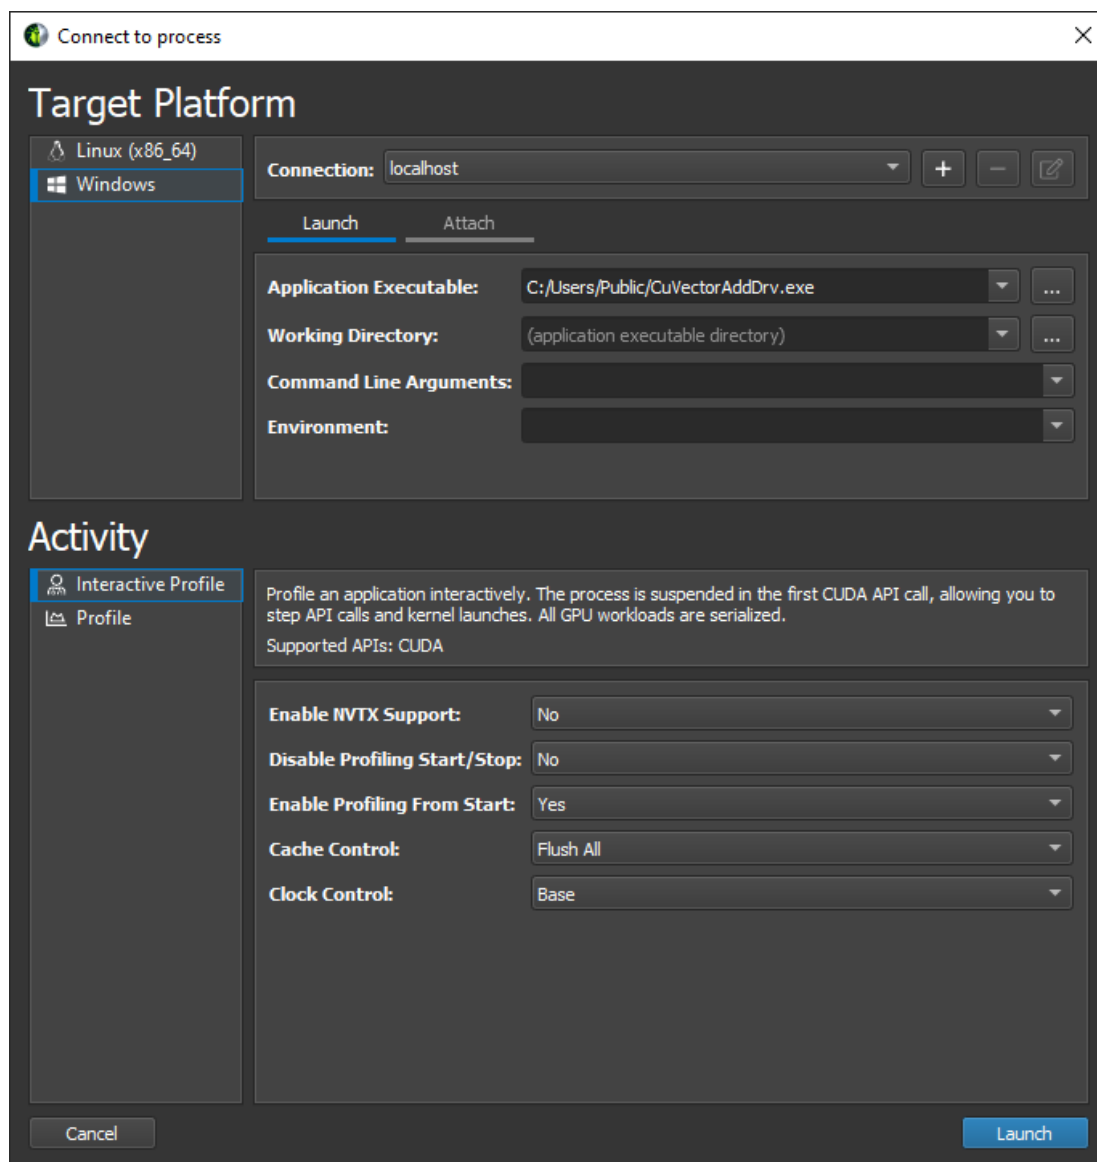 Connect to process
Target Platform
Linux (x86_64)
Windows
Connection: localhost
Launch Attach
Application Executable: C:/Users/Public/CuVectorAddDrv.exe ...
Working Directory: (application executable directory) ...
Command Line Arguments:
Environment:
Activity
Interactive Profile
Profile
Profile an application interactively. The process is suspended in the first CUDA API call, allowing you to
step API calls and kernel launches. All GPU workloads are serialized.
Supported APIs: CUDA
Enable NVTX Support: No
Disable Profiling Start/Stop: No
Enable Profiling From Start: Yes
Cache Control: Flush All
Clock Control: Base
Cancel Launch